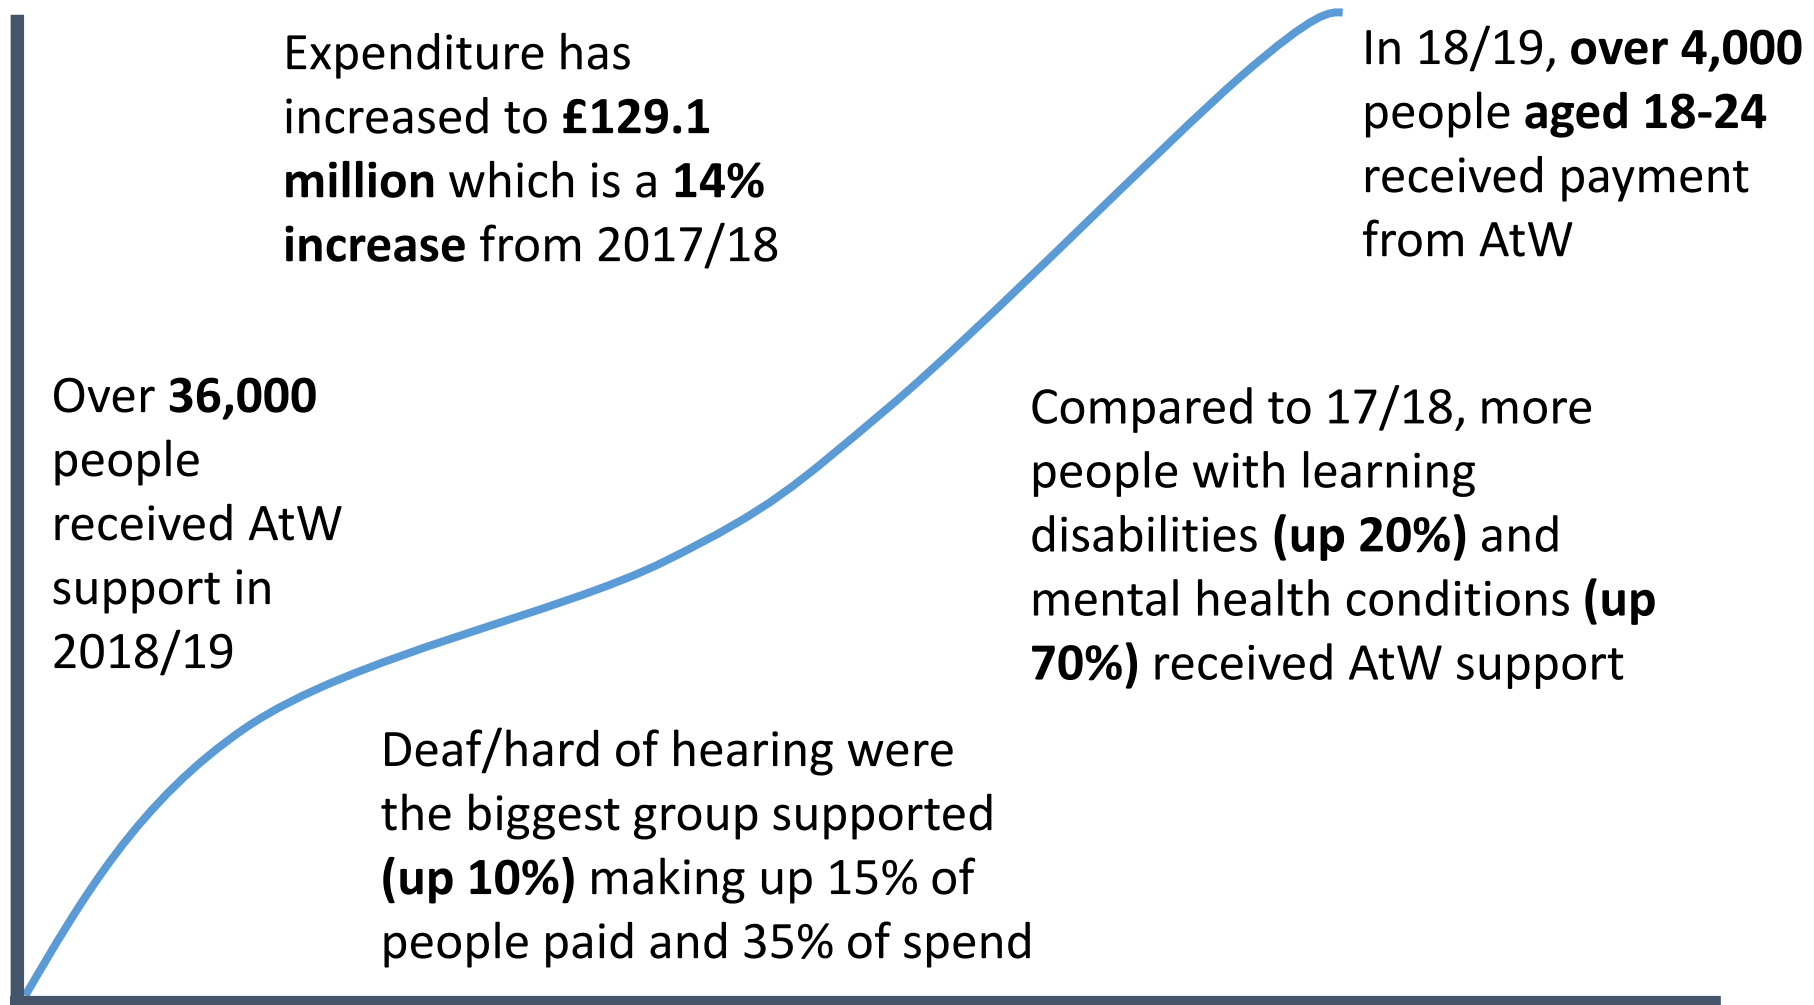 Expenditure has
increased to £129.1
million which is a 14%
increase from 2017/18
In 18/19, over 4,000
people aged 18-24
received payment
from AtW
Over 36,000
people
received AtW
support in
2018/19
Compared to 17/18, more
people with learning
disabilities (up 20%) and
mental health conditions (up
70%) received AtW support
Deaf/hard of hearing were
the biggest group supported
(up 10%) making up 15% of
people paid and 35% of spend